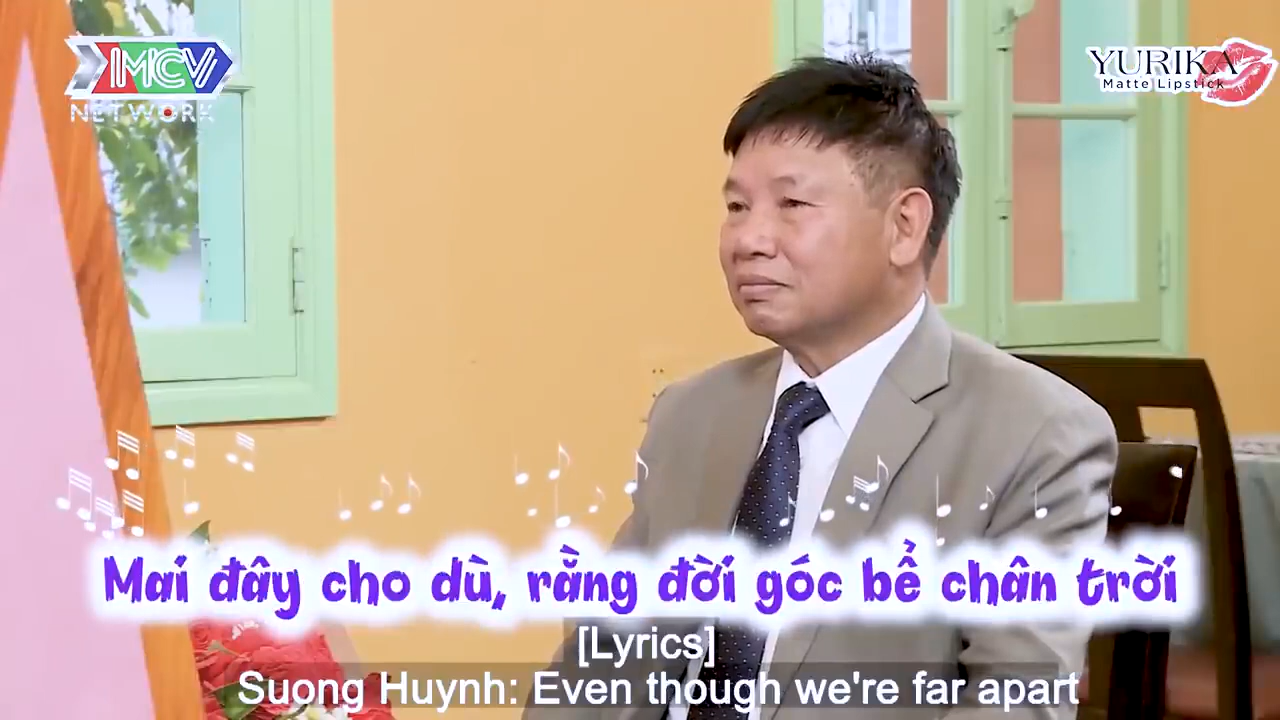 MCV
NETWORK
YURIKA
Matte Lipstick
Mai đây cho dù, rằng đời góc bể chân trời
[Lyrics]
Suong Huynh: Even though we're far apart